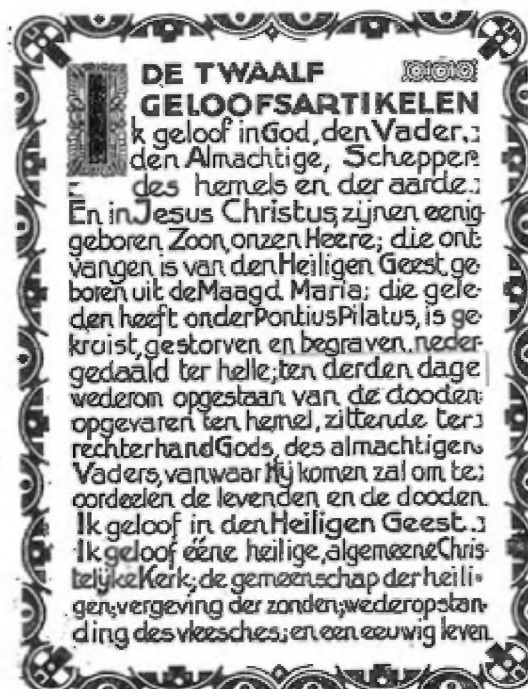 DE TWAALF
GELOOFSARTIKELEN
Ik geloof in God, den Vader,
den Almachtige, Schepper
des hemels en der aarde.
En in Jesus Christus, zijnen eenig-
geboren Zoon, onzen Heere; die ont-
vangen is van den Heiligen Geest, ge-
boren uit de Maagd Maria; die gele-
den heeft onder Pontius Pilatus, is ge-
kruist, gestorven en begraven. neder-
gedaald ter helle; ten derden dage
wederom opgestaan van de dooden
opgevaren ten hemel, zittende ter
rechterhand Gods, des almachtigen
Vaders, vanwaar Hij komen zal om te
oordeelen de levenden en de dooden.
Ik geloof in den Heiligen Geest.
Ik geloof ééne heilige, algemeene Chris-
telijke Kerk; de gemeenschap der heili-
gen; vergeving der zonden; wederopstan-
ding des vleesches; en een eeuwig leven